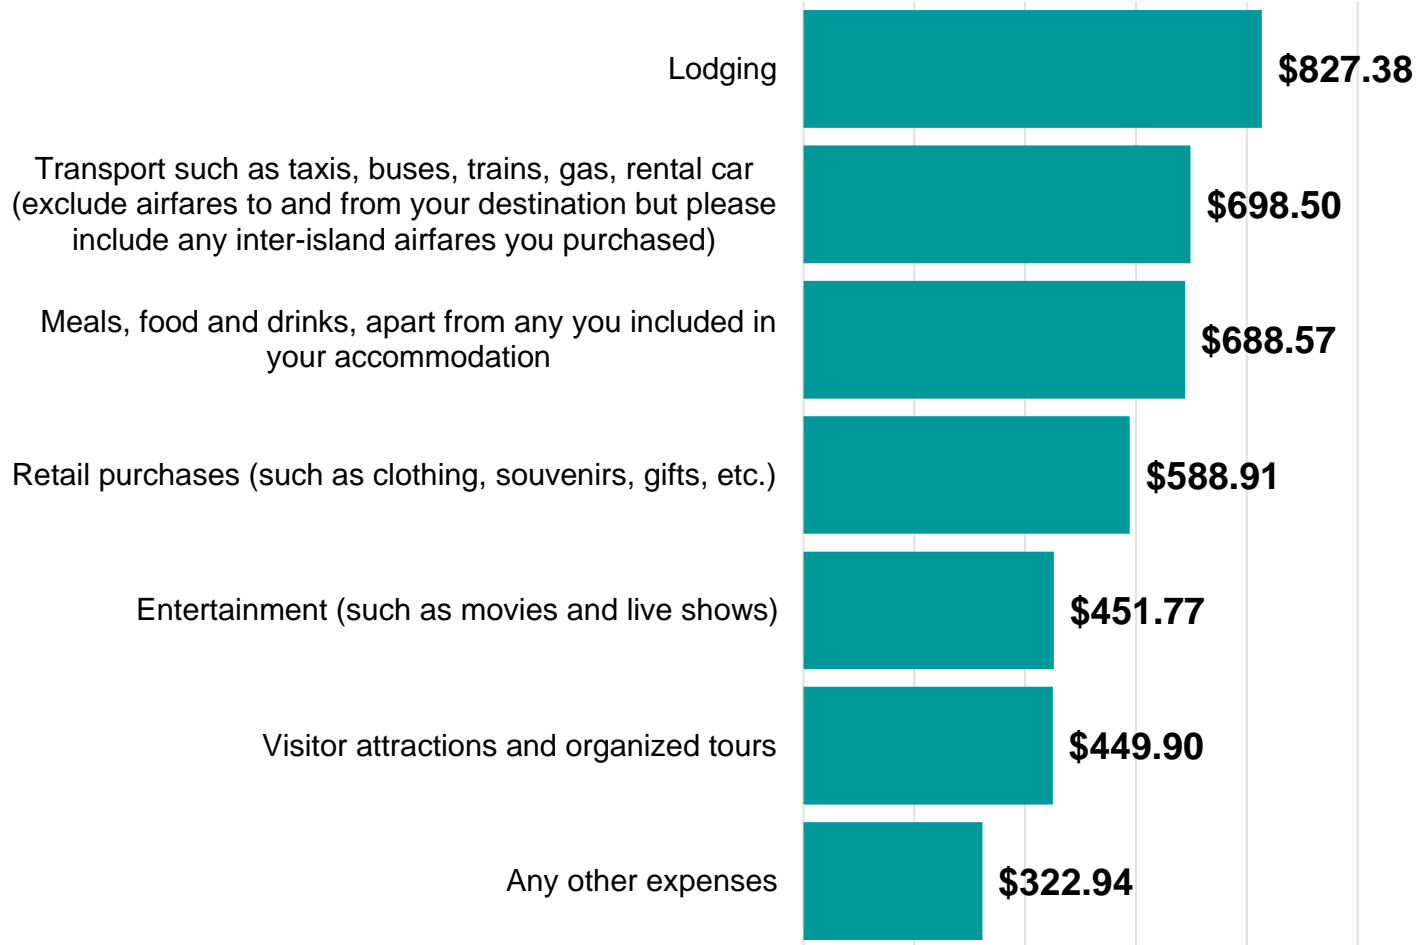 Lodging
$827.38
Transport such as taxis, buses, trains, gas, rental car
(exclude airfares to and from your destination but please
include any inter-island airfares you purchased)
$698.50
Meals, food and drinks, apart from any you included in
your accommodation
$688.57
Retail purchases (such as clothing, souvenirs, gifts, etc.)
$588.91
Entertainment (such as movies and live shows)
$451.77
Visitor attractions and organized tours
$449.90
Any other expenses
$322.94